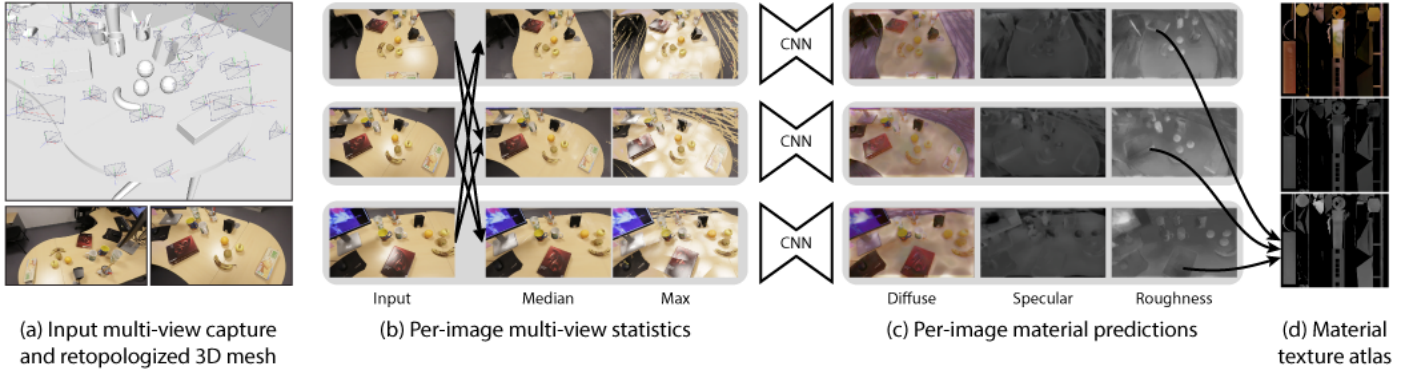 CNN
CNN
CNN
Input
Median
Max
Diffuse
Specular
Roughness
(a) Input multi-view capture
and retopologized 3D mesh
(b) Per-image multi-view statistics
(c) Per-image material predictions
(d) Material
texture atlas